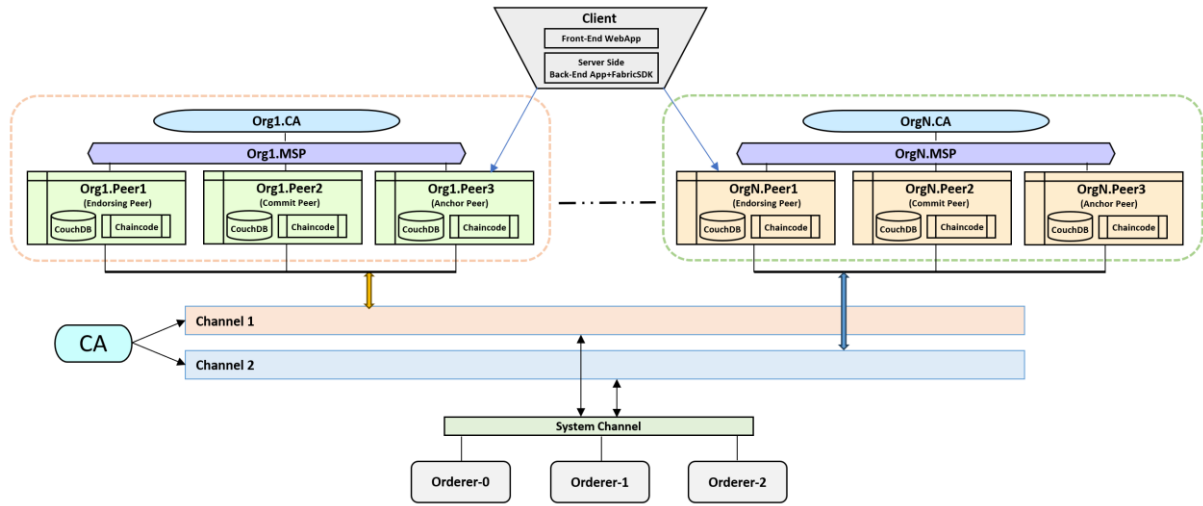 Client
Front-End WebApp
Server Side
Back-End App+FabricSDK
Org1.CA
Org1.MSP
Org1.Peer1
(Endorsing Peer)
CouchDB
Chaincode
Org1.Peer2
(Commit Peer)
CouchDB
Chaincode
Org1.Peer3
(Anchor Peer)
CouchDB
Chaincode
OrgN.CA
OrgN.MSP
OrgN.Peer1
(Endorsing Peer)
CouchDB
Chaincode
OrgN.Peer2
(Commit Peer)
CouchDB
Chaincode
OrgN.Peer3
(Anchor Peer)
CouchDB
Chaincode
CA
Channel 1
Channel 2
System Channel
Orderer-0
Orderer-1
Orderer-2